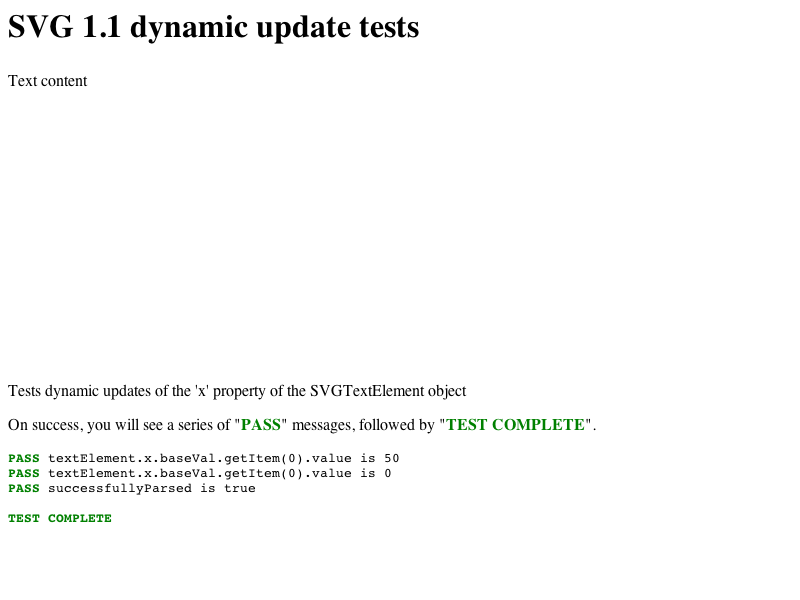 SVG 1.1 dynamic update tests
Text content
Tests dynamic updates of the 'x' property of the SVGTextElement object
On success, you will see a series of "PASS" messages, followed by "TEST COMPLETE".
PASS textElement.x.baseVal.getItem(0).value is 50
PASS textElement.x.baseVal.getItem(0).value is 0
PASS successfullyParsed is true
TEST COMPLETE